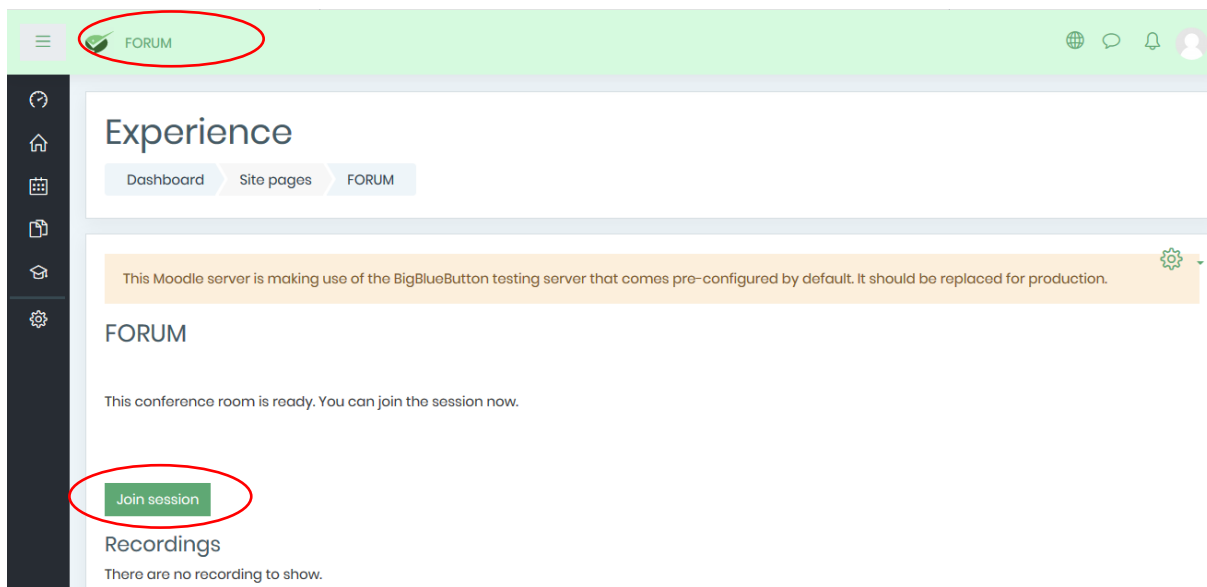 FORUM
Experience
Dashboard Site pages FORUM
This Moodle server is making use of the BigBlueButton testing server that comes pre-configured by default. It should be replaced for production.
FORUM
This conference room is ready. You can join the session now.
Join session
Recordings
There are no recording to show.